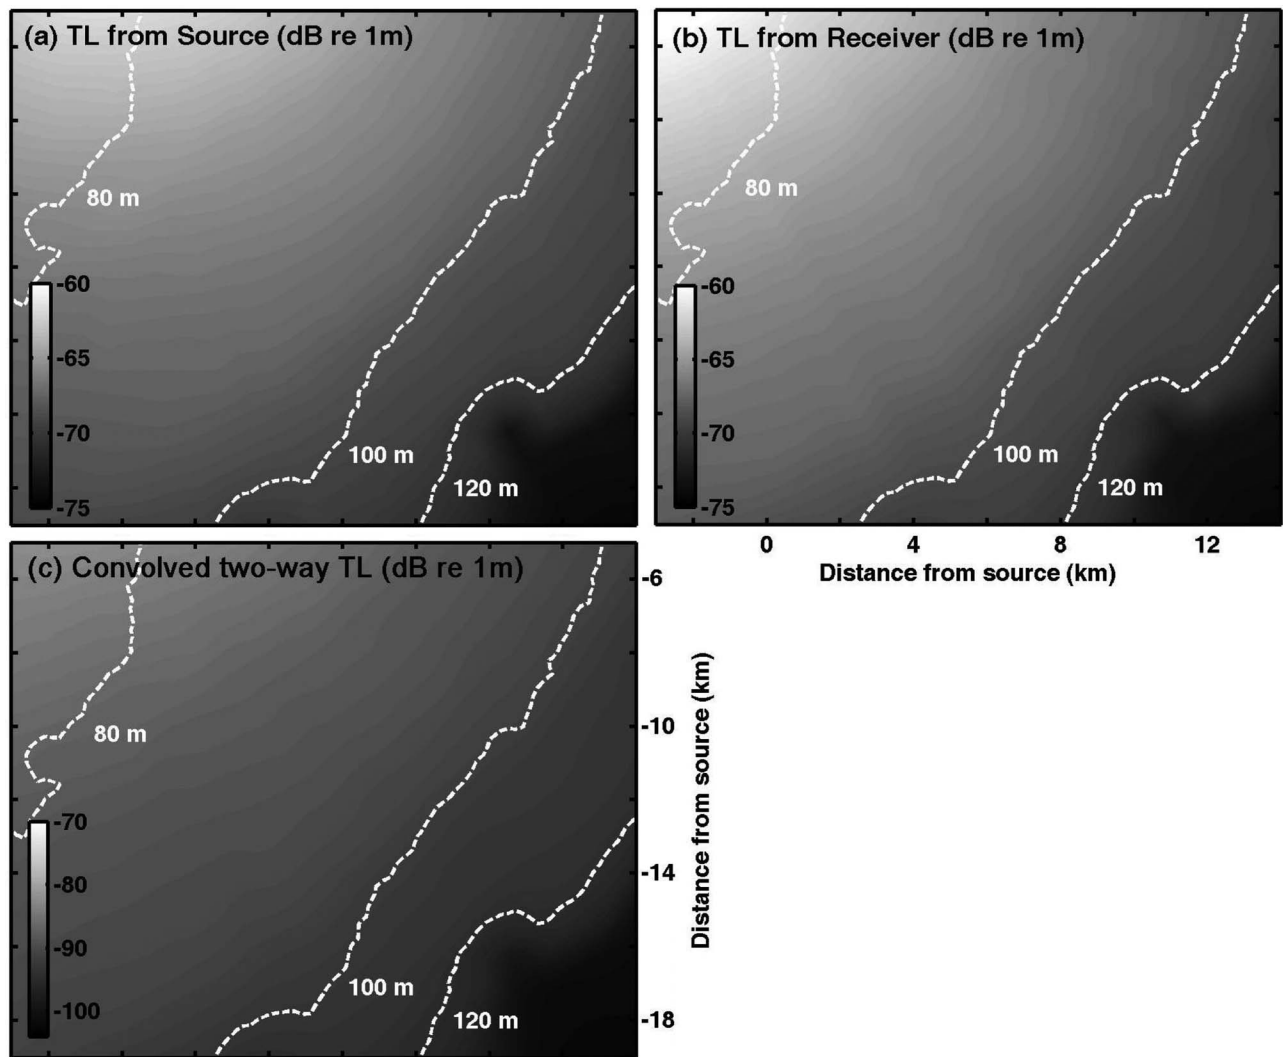 (a) TL from Source (dB re 1m)
80 m
-60
-65
-70
-75
100 m
120 m
(b) TL from Receiver (dB re 1m)
80 m
-60
-65
-70
-75
100 m
120 m
0 4 8 12
Distance from source (km)
(c) Convolved two-way TL (dB re 1m)
80 m
-70
-80
-90
-100
100 m
120 m
-6
-10
-14
-18
Distance from source (km)